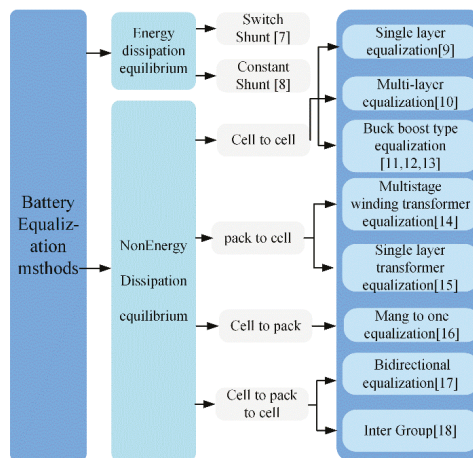 Battery
Equaliz-
ation
msthods
Energy
dissipation
equilibrium
NonEnergy
Dissipation
cquilibrium
Switch
Shunt [7]
Constant
Shunt [8]
Cell to cell
pack to cell
Cell to pack
Cell to pack
to cell
Single layer
equalization[9]
Multi-layer
equalization[10]
Buck boost type
equalization
[11,12,13]
Multistage
winding transformer
equalization[14]
Single layer
transformer
equalization[15]
Mang to onc
equalization[16]
Bidirectional
equalization[17]
Inter Group[18]